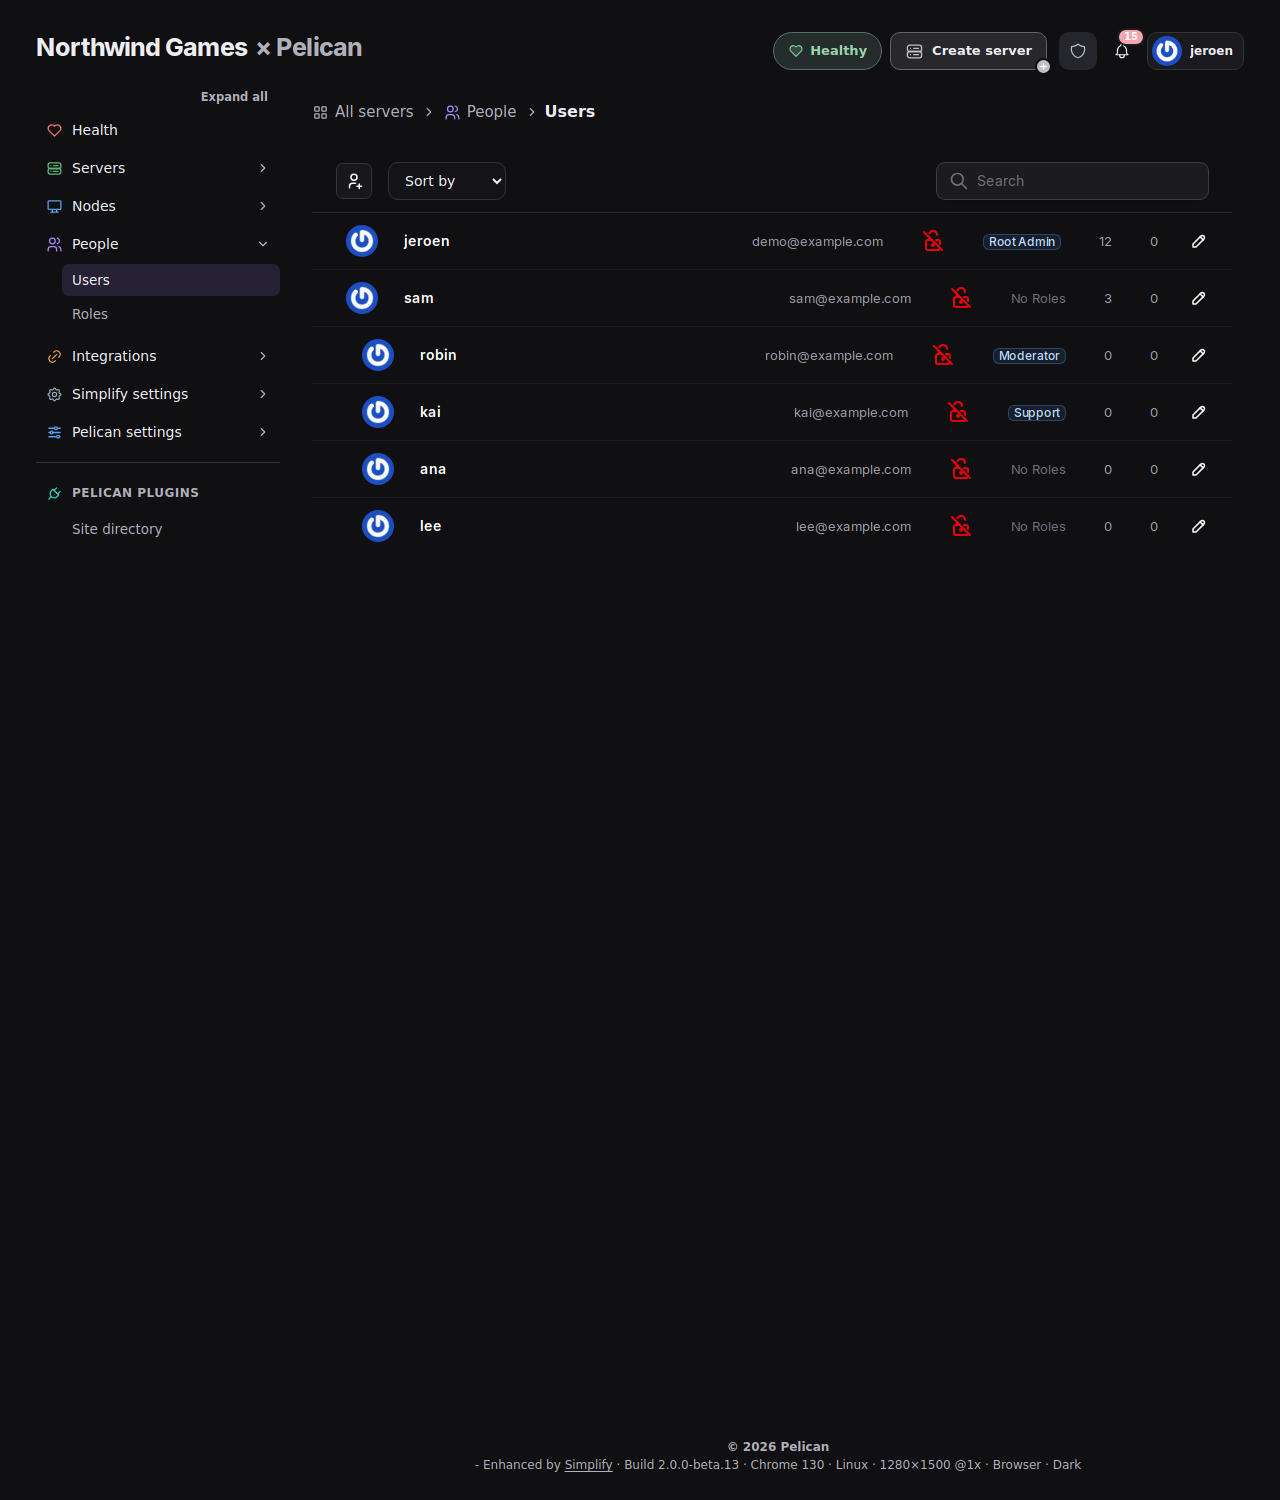 Northwind Games × Pelican
Healthy
Create server
15
jeroen
Expand all
Health
Servers
Nodes
People
Users
Roles
Integrations
Simplify settings
Pelican settings
PELICAN PLUGINS
Site directory
All servers > People > Users
Sort by
Search
jeroen demo@example.com Root Admin 12 0
sam sam@example.com No Roles 3 0
robin robin@example.com Moderator 0 0
kai kai@example.com Support 0 0
ana ana@example.com No Roles 0 0
lee lee@example.com No Roles 0 0
© 2026 Pelican
- Enhanced by Simplify · Build 2.0.0-beta.13 · Chrome 130 · Linux · 1280×1500 @1x · Browser · Dark